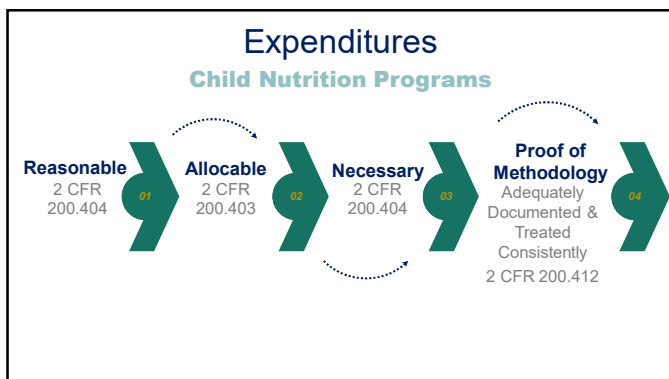 Expenditures
Child Nutrition Programs
Reasonable
2 CFR
200.404
01
Allocable
2 CFR
200.403
02
Necessary
2 CFR
200.404
03
Proof of
Methodology
Adequately
Documented &
Treated
Consistently
2 CFR 200.412
04